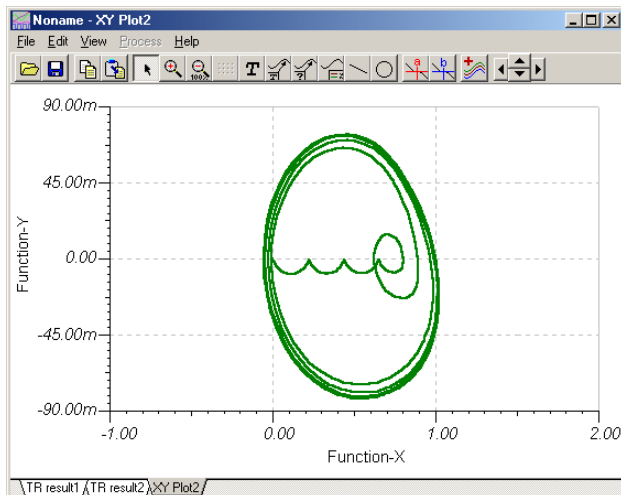 Noname - XY Plot2
File Edit View Process Help
100% T T ? =z a b
90.00m
45.00m
Function-Y
0.00
-45.00m
-90.00m
-1.00 0.00 1.00 2.00
Function-X
TR result1 TR result2 XY Plot2